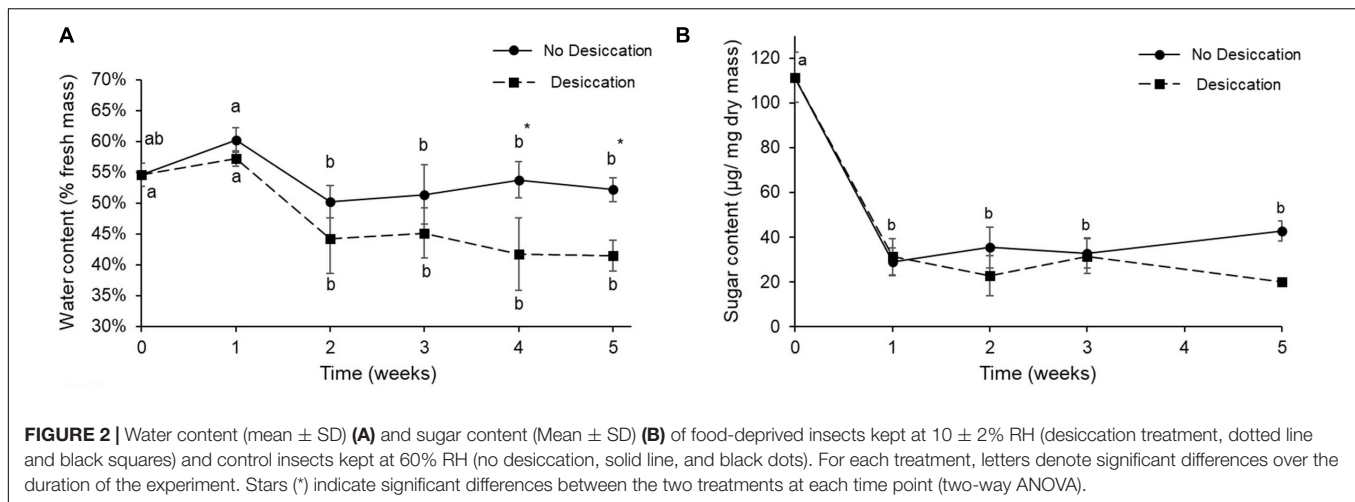 A
No Desiccation
Desiccation
70%
65%
60%
55%
50%
45%
40%
35%
30%
Water content (% fresh mass)
ab
a
a
a
b
b
b
b
b*
b
b*
b
0 1 2 3 4 5
Time (weeks)
B
No Desiccation
Desiccation
120
100
80
60
40
20
0
Sugar content (µg/ mg dry mass)
a
b
b
b
b
0 1 2 3 4 5
Time (weeks)
FIGURE 2 | Water content (mean ± SD) (A) and sugar content (Mean ± SD) (B) of food-deprived insects kept at 10 ± 2% RH (desiccation treatment, dotted line
and black squares) and control insects kept at 60% RH (no desiccation, solid line, and black dots). For each treatment, letters denote significant differences over the
duration of the experiment. Stars (*) indicate significant differences between the two treatments at each time point (two-way ANOVA).